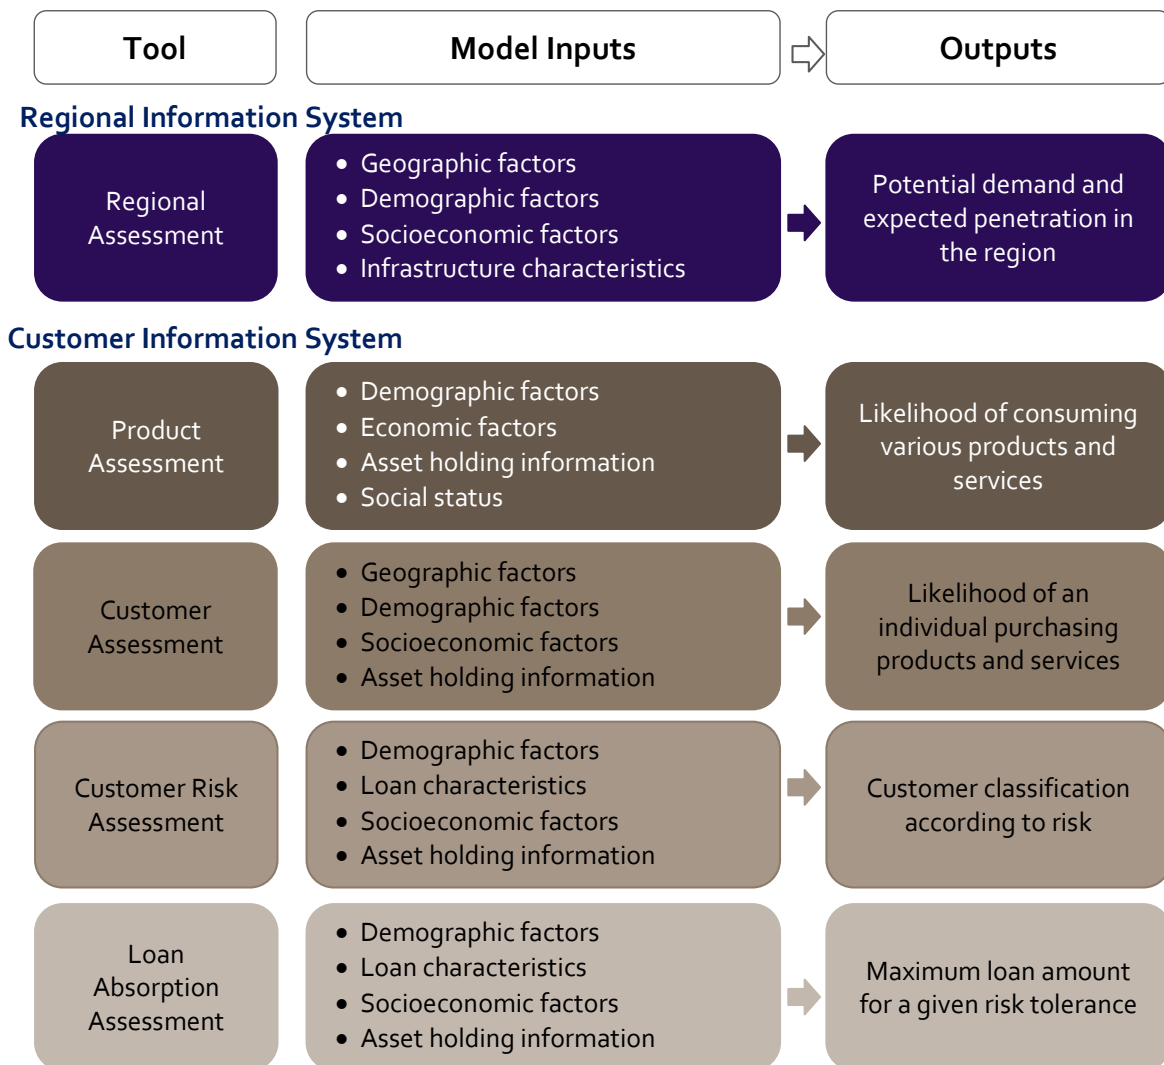 Tool
Model Inputs
Outputs
Regional Information System
Regional
Assessment
• Geographic factors
• Demographic factors
• Socioeconomic factors
• Infrastructure characteristics
Potential demand and
expected penetration in
the region
Customer Information System
Product
Assessment
• Demographic factors
• Economic factors
• Asset holding information
• Social status
Likelihood of consuming
various products and
services
Customer
Assessment
• Geographic factors
• Demographic factors
• Socioeconomic factors
• Asset holding information
Likelihood of an
individual purchasing
products and services
Customer Risk
Assessment
• Demographic factors
• Loan characteristics
• Socioeconomic factors
• Asset holding information
Customer classification
according to risk
Loan
Absorption
Assessment
• Demographic factors
• Loan characteristics
• Socioeconomic factors
• Asset holding information
Maximum loan amount
for a given risk tolerance